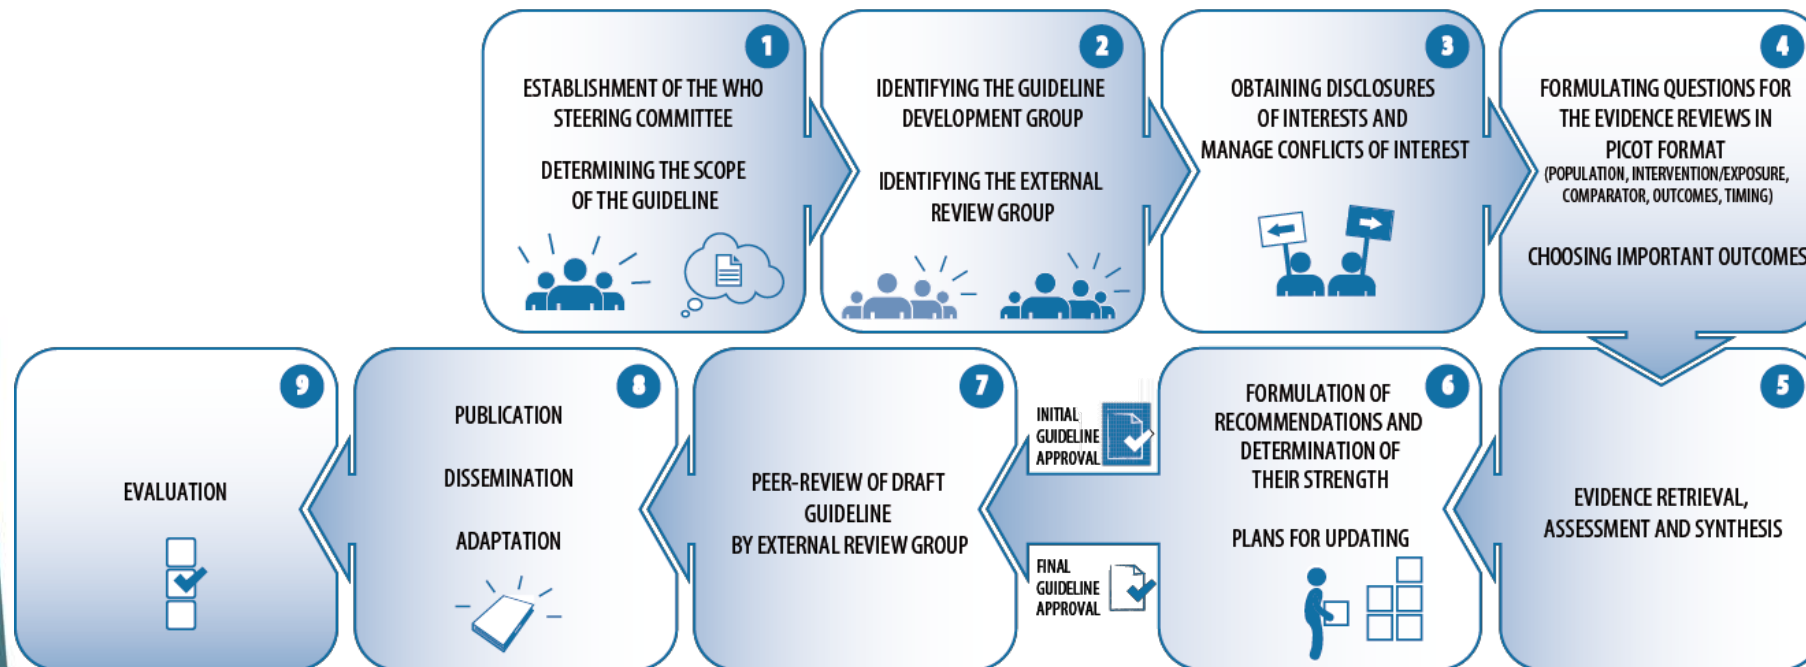 1
ESTABLISHMENT OF THE WHO
STEERING COMMITTEE
DETERMINING THE SCOPE
OF THE GUIDELINE
2
IDENTIFYING THE GUIDELINE
DEVELOPMENT GROUP
IDENTIFYING THE EXTERNAL
REVIEW GROUP
3
OBTAINING DISCLOSURES
OF INTERESTS AND
MANAGE CONFLICTS OF INTEREST
4
FORMULATING QUESTIONS FOR
THE EVIDENCE REVIEWS IN
PICOT FORMAT
(POPULATION, INTERVENTION/EXPOSURE,
COMPARATOR, OUTCOMES, TIMING)
CHOOSING IMPORTANT OUTCOMES
5
EVIDENCE RETRIEVAL,
ASSESSMENT AND SYNTHESIS
6
FORMULATION OF
RECOMMENDATIONS AND
DETERMINATION OF
THEIR STRENGTH
PLANS FOR UPDATING
INITIAL
GUIDELINE
APPROVAL
FINAL
GUIDELINE
APPROVAL
7
PEER-REVIEW OF DRAFT
GUIDELINE
BY EXTERNAL REVIEW GROUP
8
PUBLICATION
DISSEMINATION
ADAPTATION
9
EVALUATION